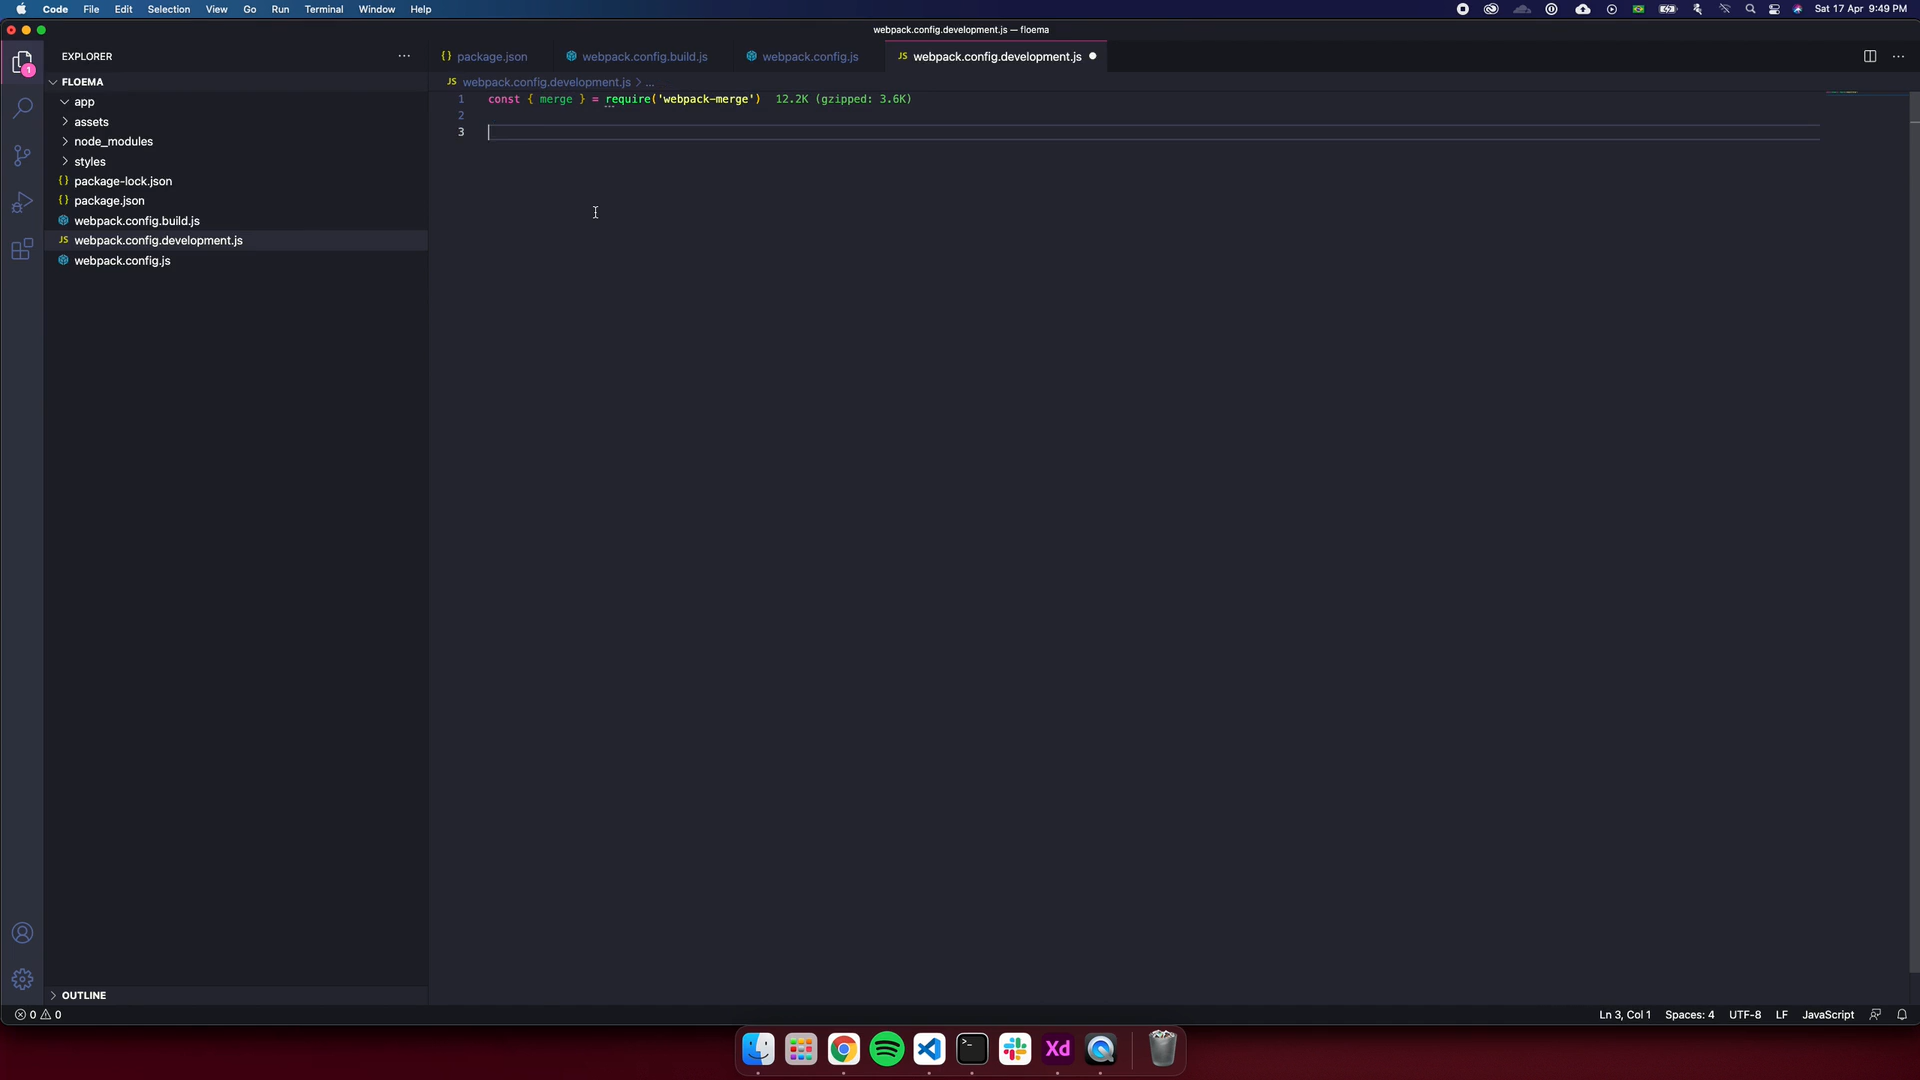 Code File Edit Selection View Go Run Terminal Window Help
Sat 17 Apr 9:49 PM
webpack.config.development.js — floema
EXPLORER
1
package.json
webpack.config.build.js
webpack.config.js
JS webpack.config.development.js
JS webpack.config.development.js > ...
FLOEMA
app
assets
node_modules
styles
{} package-lock.json
{} package.json
webpack.config.build.js
JS webpack.config.development.js
webpack.config.js
1 const { merge } = require('webpack-merge') 12.2K (gzipped: 3.6K)
2
3
OUTLINE
0 0
Ln 3, Col 1 Spaces: 4 UTF-8 LF JavaScript
Xd